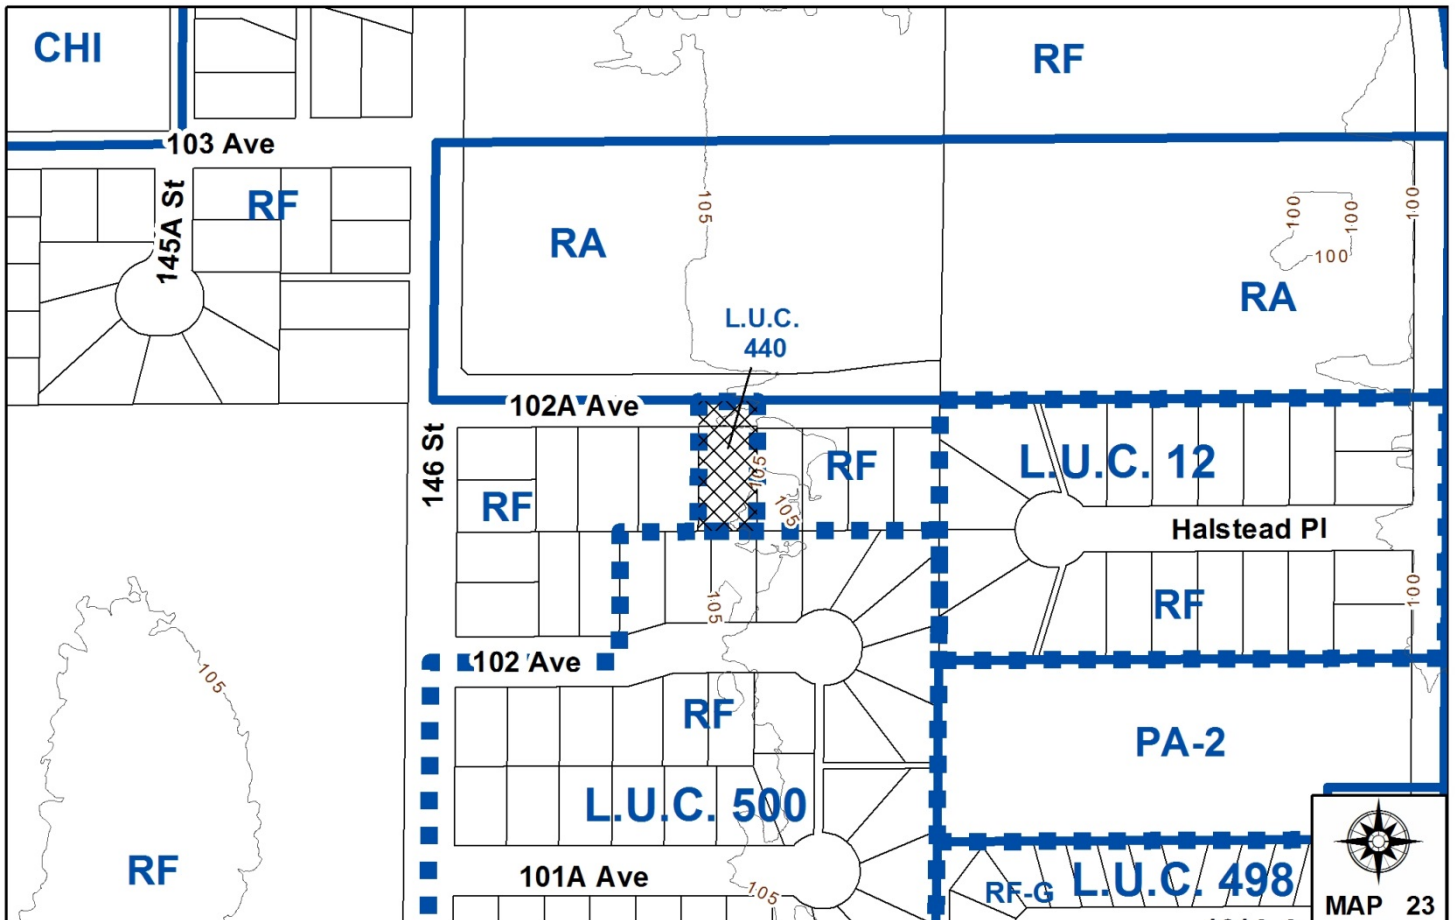 CHI
RF
103 Ave
145A St
RF
RA
105
100
100
100
100
RA
L.U.C.
440
102A Ave
146 St
RF
105
105
RF
L.U.C. 12
Halstead Pl
RF
100
105
102 Ave
105
RF
PA-2
L.U.C. 500
RF
101A Ave
105
RF-G
L.U.C. 498
MAP 23